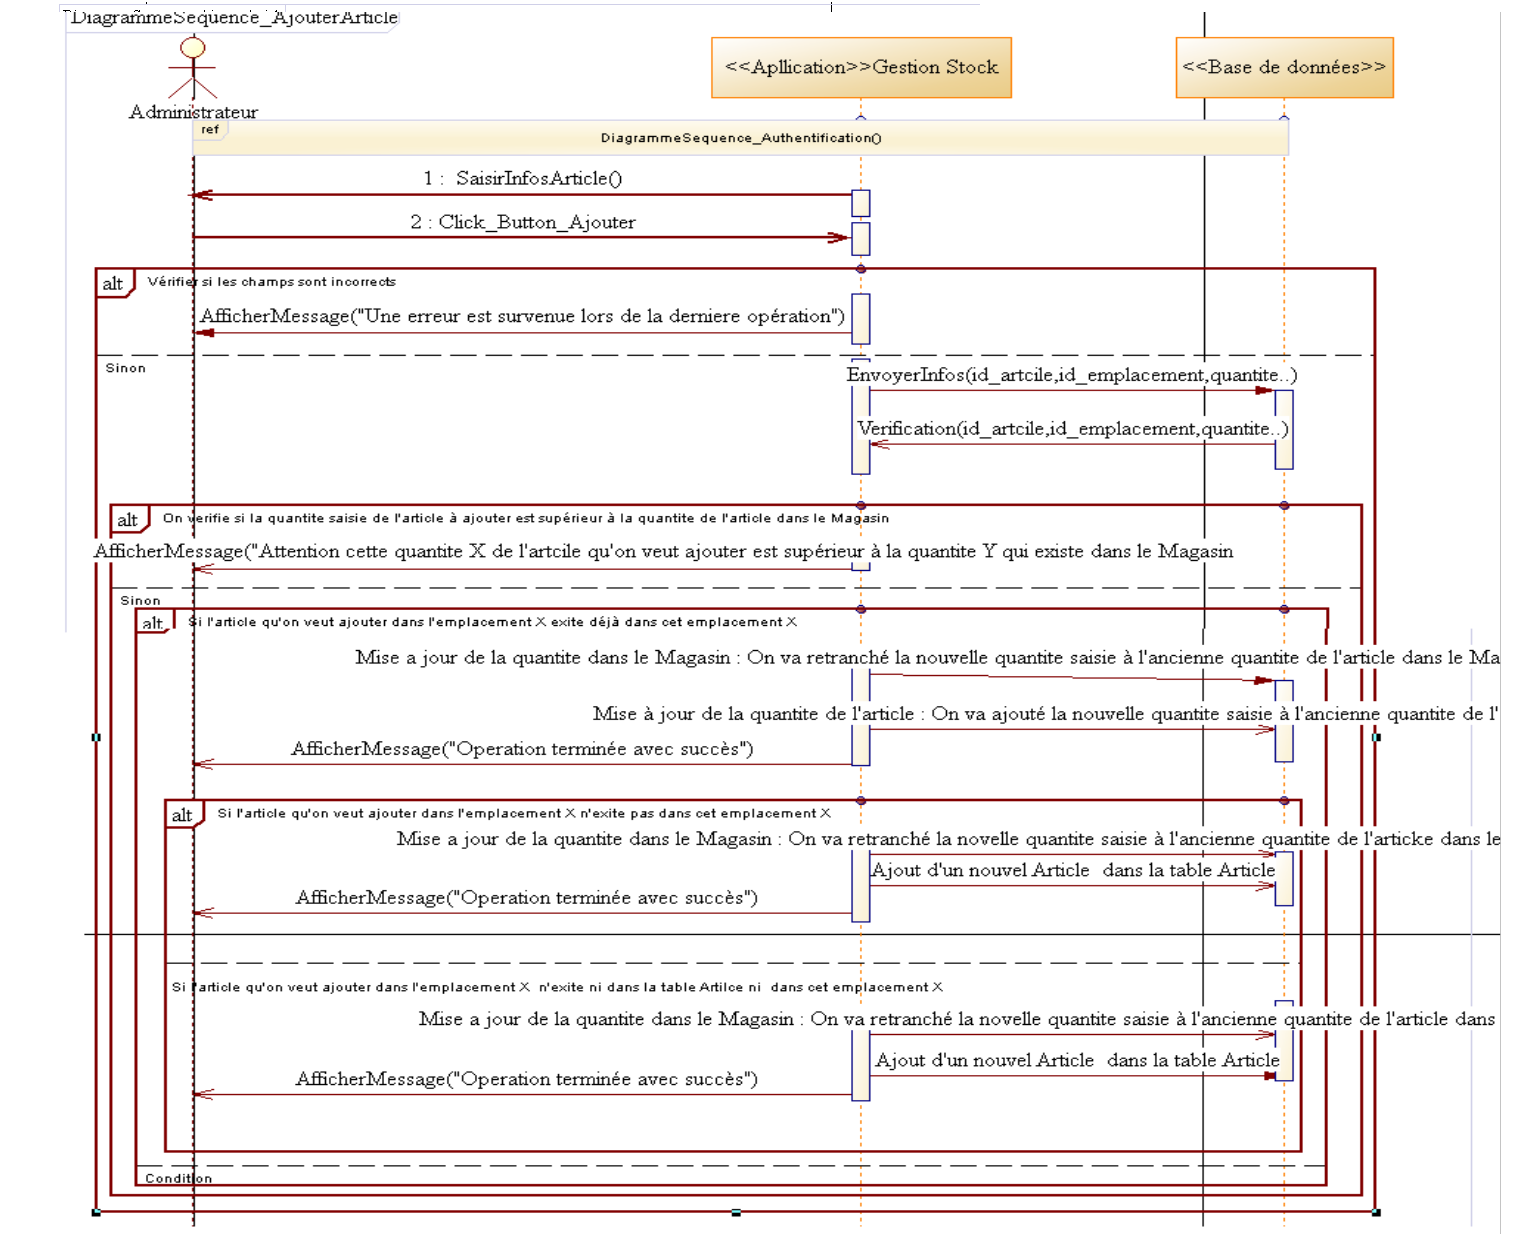 DiagrammeSequence_AjouterArticle
<<Apllication>>Gestion Stock
<<Base de données>>
Administrateur
ref
DiagrammeSequence_Authentification()
1 : SaisirInfosArticle()
2 : Click_Button_Ajouter
alt
Vérifier si les champs sont incorrects
AfficherMessage("Une erreur est survenue lors de la derniere opération")
Sinon
EnvoyerInfos(id_artcile,id_emplacement,quantite..)
Verification(id_artcile,id_emplacement,quantite..)
alt
On verifie si la quantite saisie de l'article à ajouter est supérieur à la quantite de l'article dans le Magasin
AfficherMessage("Attention cette quantite X de l'artcile qu'on veut ajouter est supérieur à la quantite Y qui existe dans le Magasin
Sinon
alt
Si l'article qu'on veut ajouter dans l'emplacement X exite déjà dans cet emplacement X
Mise a jour de la quantite dans le Magasin : On va retranché la nouvelle quantite saisie à l'ancienne quantite de l'article dans le Ma
Mise à jour de la quantite de l'article : On va ajouté la nouvelle quantite saisie à l'ancienne quantite de l'
AfficherMessage("Operation terminée avec succès")
alt
Si l'article qu'on veut ajouter dans l'emplacement X n'exite pas dans cet emplacement X
Mise a jour de la quantite dans le Magasin : On va retranché la novelle quantite saisie à l'ancienne quantite de l'articke dans le
Ajout d'un nouvel Article dans la table Article
AfficherMessage("Operation terminée avec succès")
Si l'article qu'on veut ajouter dans l'emplacement X n'exite ni dans la table Artilce ni dans cet emplacement X
Mise a jour de la quantite dans le Magasin : On va retranché la novelle quantite saisie à l'ancienne quantite de l'article dans
Ajout d'un nouvel Article dans la table Article
AfficherMessage("Operation terminée avec succès")
Condition